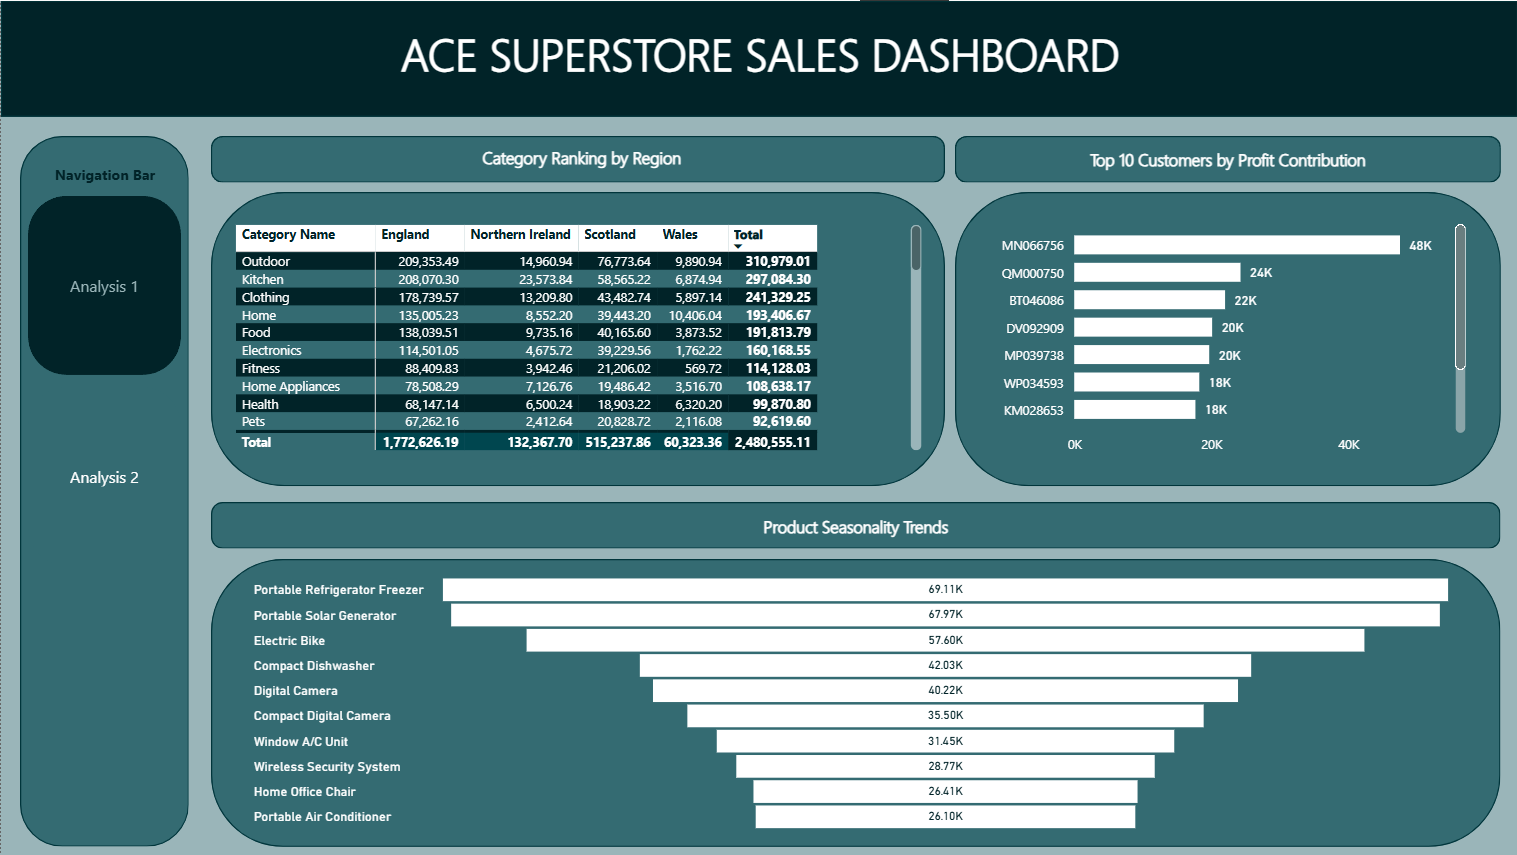 ACE SUPERSTORE SALES DASHBOARD
Navigation Bar
Analysis 1
Analysis 2
Category Ranking by Region
Category Name England Northern Ireland Scotland Wales Total
Outdoor 209,353.49 14,960.94 76,773.64 9,890.94 310,979.01
Kitchen 208,070.30 23,573.84 58,565.22 6,874.94 297,084.30
Clothing 178,739.57 13,209.80 43,482.74 5,897.14 241,329.25
Home 135,005.23 8,552.20 39,443.20 10,406.04 193,406.67
Food 138,039.51 9,735.16 40,165.60 3,873.52 191,813.79
Electronics 114,501.05 4,675.72 39,229.56 1,762.22 160,168.55
Fitness 88,409.83 3,942.46 21,206.02 569.72 114,128.03
Home Appliances 78,508.29 7,126.76 19,486.42 3,516.70 108,638.17
Health 68,147.14 6,500.24 18,903.22 6,320.20 99,870.80
Pets 67,262.16 2,412.64 20,828.72 2,116.08 92,619.60
Total 1,772,626.19 132,367.70 515,237.86 60,323.36 2,480,555.11
Top 10 Customers by Profit Contribution
MN066756 48K
QM000750 24K
BT046086 22K
DV092909 20K
MP039738 20K
WP034593 18K
KM028653 18K
0K 20K 40K
Product Seasonality Trends
Portable Refrigerator Freezer 69.11K
Portable Solar Generator 67.97K
Electric Bike 57.60K
Compact Dishwasher 42.03K
Digital Camera 40.22K
Compact Digital Camera 35.50K
Window A/C Unit 31.45K
Wireless Security System 28.77K
Home Office Chair 26.41K
Portable Air Conditioner 26.10K